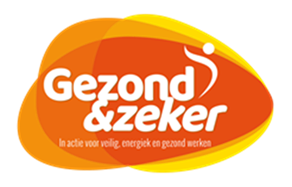 Gezond
&zeker
In actie voor veilig, energiek en gezond werken